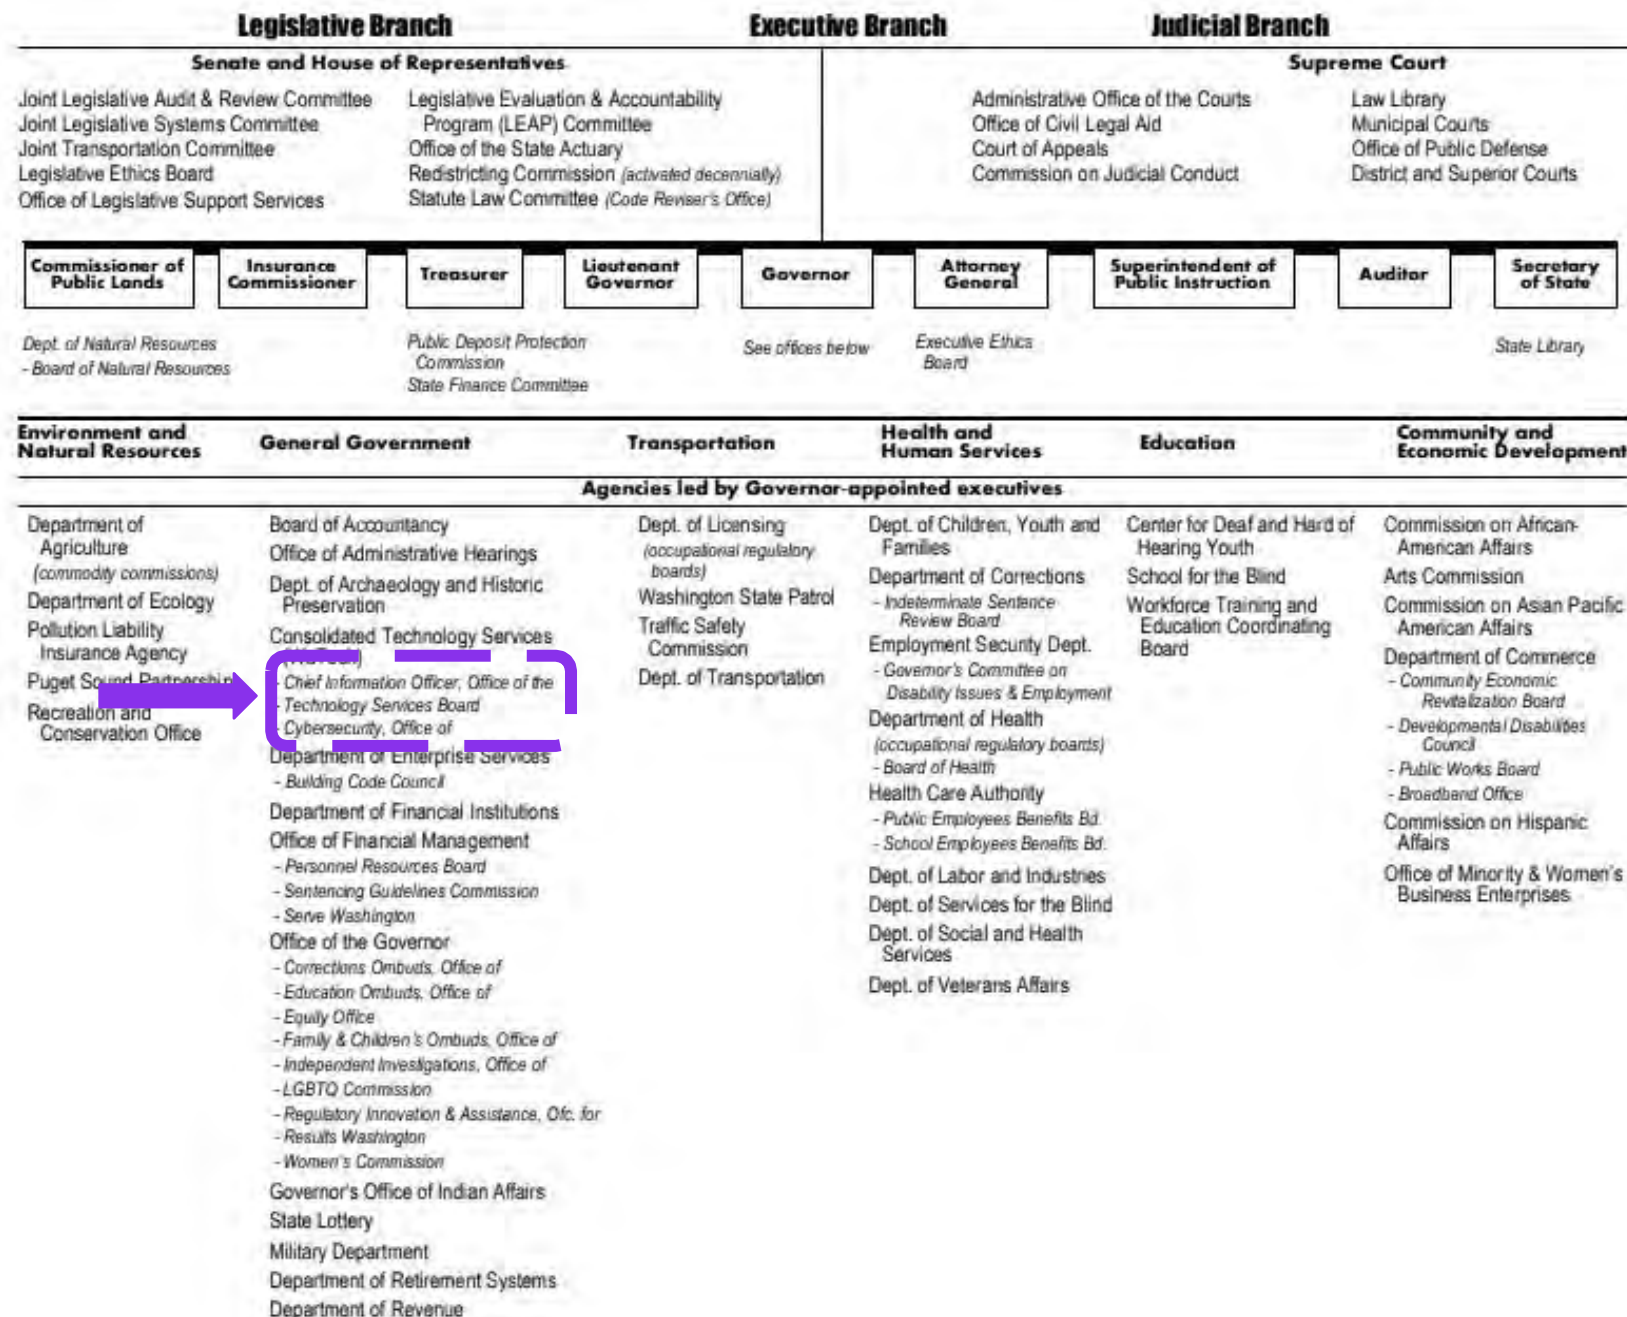 Legislative Branch
Executive Branch
Judicial Branch
Senate and House of Representatives
Joint Legislative Audit & Review Committee
Joint Legislative Systems Committee
Joint Transportation Committee
Legislative Ethics Board
Office of Legislative Support Services
Legislative Evaluation & Accountability
Program (LEAP) Committee
Office of the State Actuary
Redistricting Commission (activated decennially)
Statute Law Committee (Code Reviser's Office)
Supreme Court
Administrative Office of the Courts
Office of Civil Legal Aid
Court of Appeals
Commission on Judicial Conduct
Law Library
Municipal Courts
Office of Public Defense
District and Superior Courts
Commissioner of
Public Lands
Insurance
Commissioner
Treasurer
Lieutenant
Governor
Governor
Attorney
General
Superintendent of
Public Instruction
Auditor
Secretary
of State
Dept. of Natural Resources
- Board of Natural Resources
Public Deposit Protection
Commission
State Finance Committee
See offices below
Executive Ethics
Board
State Library
Environment and
Natural Resources
General Government
Transportation
Health and
Human Services
Education
Community and
Economic Development
Agencies led by Governor-appointed executives
Department of
Agriculture
(commodity commissions)
Department of Ecology
Pollution Liability
Insurance Agency
Puget Sound Partnership
Recreation and
Conservation Office
Board of Accountancy
Office of Administrative Hearings
Dept. of Archaeology and Historic
Preservation
Consolidated Technology Services
- Chief Information Officer, Office of the
- Technology Services Board
- Cybersecurity, Office of
Department of Enterprise Services
- Building Code Council
Department of Financial Institutions
Office of Financial Management
- Personnel Resources Board
- Sentencing Guidelines Commission
- Serve Washington
Office of the Governor
- Corrections Ombuds, Office of
- Education Ombuds, Office of
- Equity Office
- Family & Children's Ombuds, Office of
- Independent Investigations, Office of
- LGBTQ Commission
- Regulatory Innovation & Assistance, Ofc. for
- Results Washington
- Women's Commission
Governor's Office of Indian Affairs
State Lottery
Military Department
Department of Retirement Systems
Department of Revenue
Dept. of Licensing
(occupational regulatory
boards)
Washington State Patrol
Traffic Safety
Commission
Dept. of Transportation
Dept. of Children, Youth and
Families
Department of Corrections
- Indeterminate Sentence
Review Board
Employment Security Dept.
- Governor's Committee on
Disability Issues & Employment
Department of Health
(occupational regulatory boards)
- Board of Health
Health Care Authority
- Public Employees Benefits Bd.
- School Employees Benefits Bd.
Dept. of Labor and Industries
Dept. of Services for the Blind
Dept. of Social and Health
Services
Dept. of Veterans Affairs
Center for Deaf and Hard of
Hearing Youth
School for the Blind
Workforce Training and
Education Coordinating
Board
Commission on African-
American Affairs
Arts Commission
Commission on Asian Pacific
American Affairs
Department of Commerce
- Community Economic
Revitalization Board
- Developmental Disabilities
Council
- Public Works Board
- Broadband Office
Commission on Hispanic
Affairs
Office of Minority & Women's
Business Enterprises